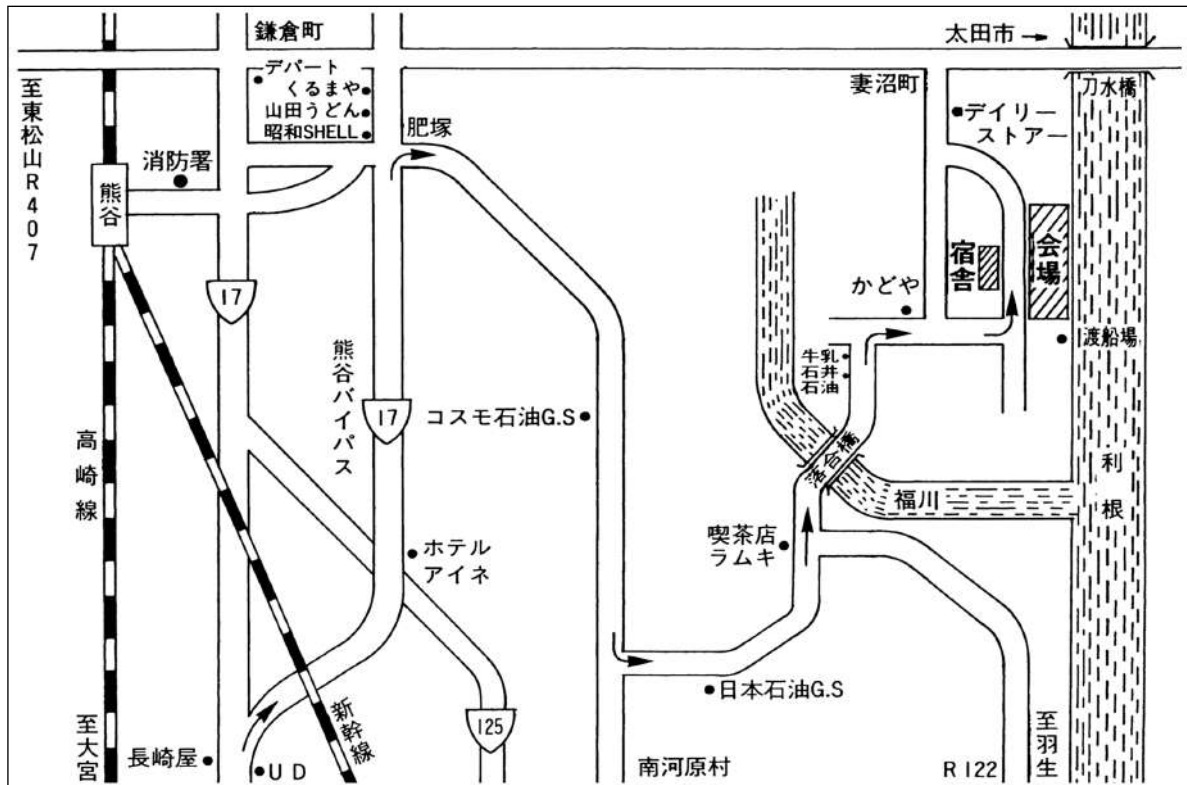 鎌倉町
太田市
至東松山R407
デパート
くるまや
山田うどん
昭和SHELL
肥塚
妻沼町
刀水橋
デイリー
ストアー
消防署
熊谷
宿舎
会場
17
かどや
渡船場
熊谷バイパス
17
牛乳
石井
石油
コスモ石油G.S
高崎線
落合橋
利根
福川
喫茶店
ラムキ
ホテル
アイネ
日本石油G.S
新幹線
125
至大宮
長崎屋
UD
南河原村
R122
至羽生